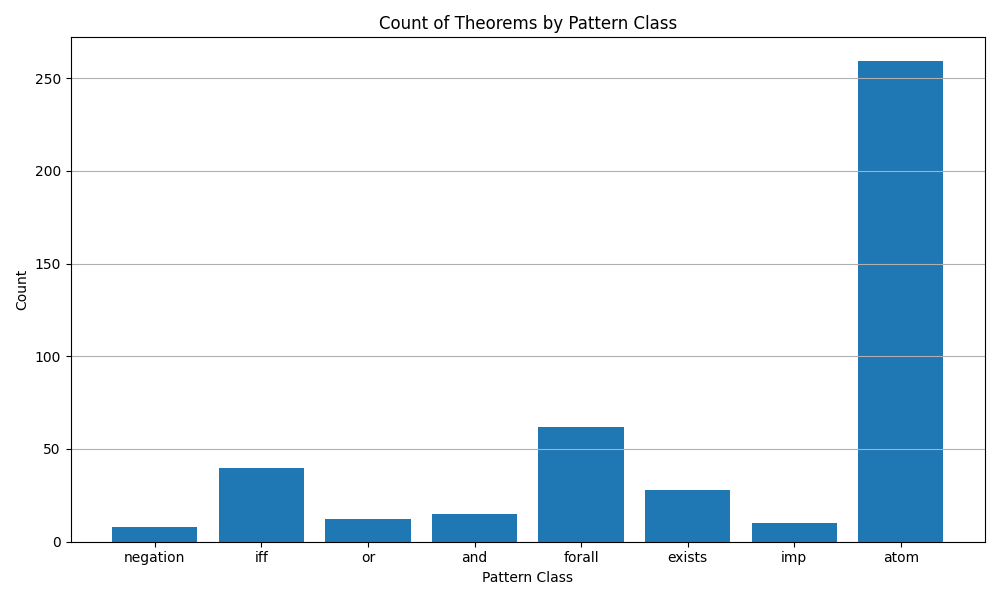 Count of Theorems by Pattern Class
Count
250
200
150
100
50
0
negation iff or and forall exists imp atom
Pattern Class